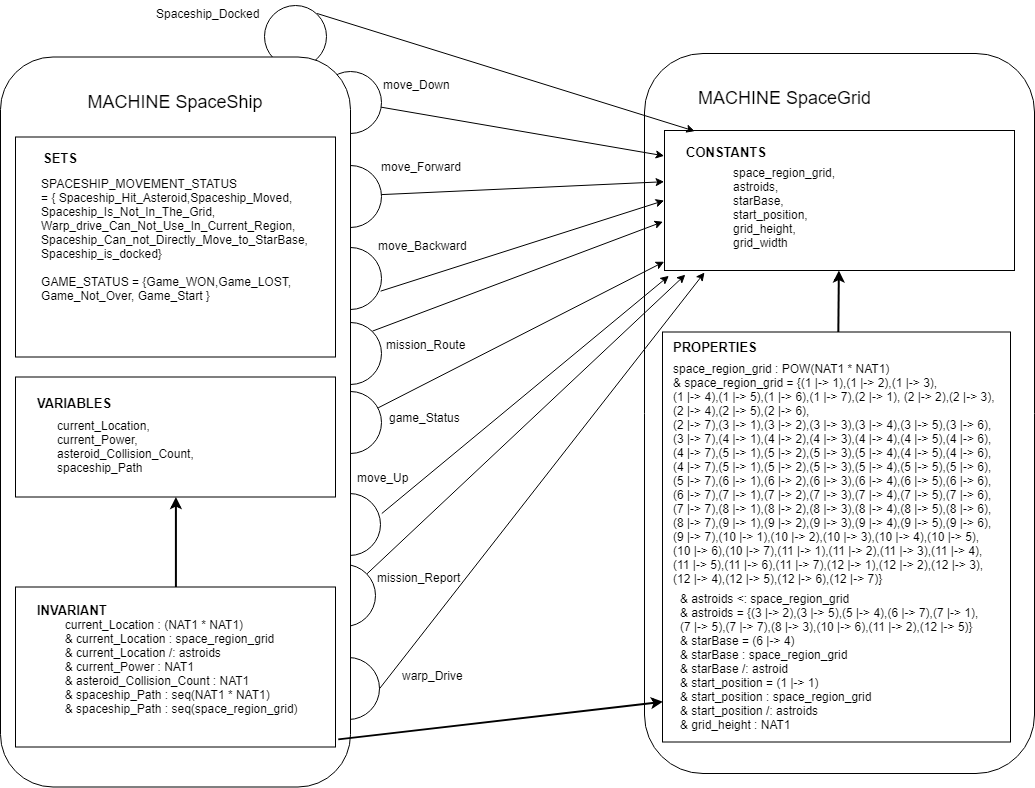 Spaceship_Docked
MACHINE SpaceShip
SETS
SPACESHIP_MOVEMENT_STATUS
= { Spaceship_Hit_Asteroid,Spaceship_Moved,
Spaceship_Is_Not_In_The_Grid,
Warp_drive_Can_Not_Use_In_Current_Region,
Spaceship_Can_not_Directly_Move_to_StarBase,
Spaceship_is_docked}
GAME_STATUS = {Game_WON,Game_LOST,
Game_Not_Over, Game_Start }
VARIABLES
current_Location,
current_Power,
asteroid_Collision_Count,
spaceship_Path
INVARIANT
current_Location : (NAT1 * NAT1)
& current_Location : space_region_grid
& current_Location /: astroids
& current_Power : NAT1
& asteroid_Collision_Count : NAT1
& spaceship_Path : seq(NAT1 * NAT1)
& spaceship_Path : seq(space_region_grid)
move_Down
move_Forward
move_Backward
mission_Route
game_Status
move_Up
mission_Report
warp_Drive
MACHINE SpaceGrid
CONSTANTS
space_region_grid,
astroids,
starBase,
start_position,
grid_height,
grid_width
PROPERTIES
space_region_grid : POW(NAT1 * NAT1)
& space_region_grid = {(1 |-> 1),(1 |-> 2),(1 |-> 3),
(1 |-> 4),(1 |-> 5),(1 |-> 6),(1 |-> 7),(2 |-> 1), (2 |-> 2),(2 |-> 3),
(2 |-> 4),(2 |-> 5),(2 |-> 6),
(2 |-> 7),(3 |-> 1),(3 |-> 2),(3 |-> 3),(3 |-> 4),(3 |-> 5),(3 |-> 6),
(3 |-> 7),(4 |-> 1),(4 |-> 2),(4 |-> 3),(4 |-> 4),(4 |-> 5),(4 |-> 6),
(4 |-> 7),(5 |-> 1),(5 |-> 2),(5 |-> 3),(5 |-> 4),(4 |-> 5),(4 |-> 6),
(4 |-> 7),(5 |-> 1),(5 |-> 2),(5 |-> 3),(5 |-> 4),(5 |-> 5),(5 |-> 6),
(5 |-> 7),(6 |-> 1),(6 |-> 2),(6 |-> 3),(6 |-> 4),(6 |-> 5),(6 |-> 6),
(6 |-> 7),(7 |-> 1),(7 |-> 2),(7 |-> 3),(7 |-> 4),(7 |-> 5),(7 |-> 6),
(7 |-> 7),(8 |-> 1),(8 |-> 2),(8 |-> 3),(8 |-> 4),(8 |-> 5),(8 |-> 6),
(8 |-> 7),(9 |-> 1),(9 |-> 2),(9 |-> 3),(9 |-> 4),(9 |-> 5),(9 |-> 6),
(9 |-> 7),(10 |-> 1),(10 |-> 2),(10 |-> 3),(10 |-> 4),(10 |-> 5),
(10 |-> 6),(10 |-> 7),(11 |-> 1),(11 |-> 2),(11 |-> 3),(11 |-> 4),
(11 |-> 5),(11 |-> 6),(11 |-> 7),(12 |-> 1),(12 |-> 2),(12 |-> 3),
(12 |-> 4),(12 |-> 5),(12 |-> 6),(12 |-> 7)}
& astroids <: space_region_grid
& astroids = {(3 |-> 2),(3 |-> 5),(5 |-> 4),(6 |-> 7),(7 |-> 1),
(7 |-> 5),(7 |-> 7),(8 |-> 3),(10 |-> 6),(11 |-> 2),(12 |-> 5)}
& starBase = (6 |-> 4)
& starBase : space_region_grid
& starBase /: astroid
& start_position = (1 |-> 1)
& start_position : space_region_grid
& start_position /: astroids
& grid_height : NAT1